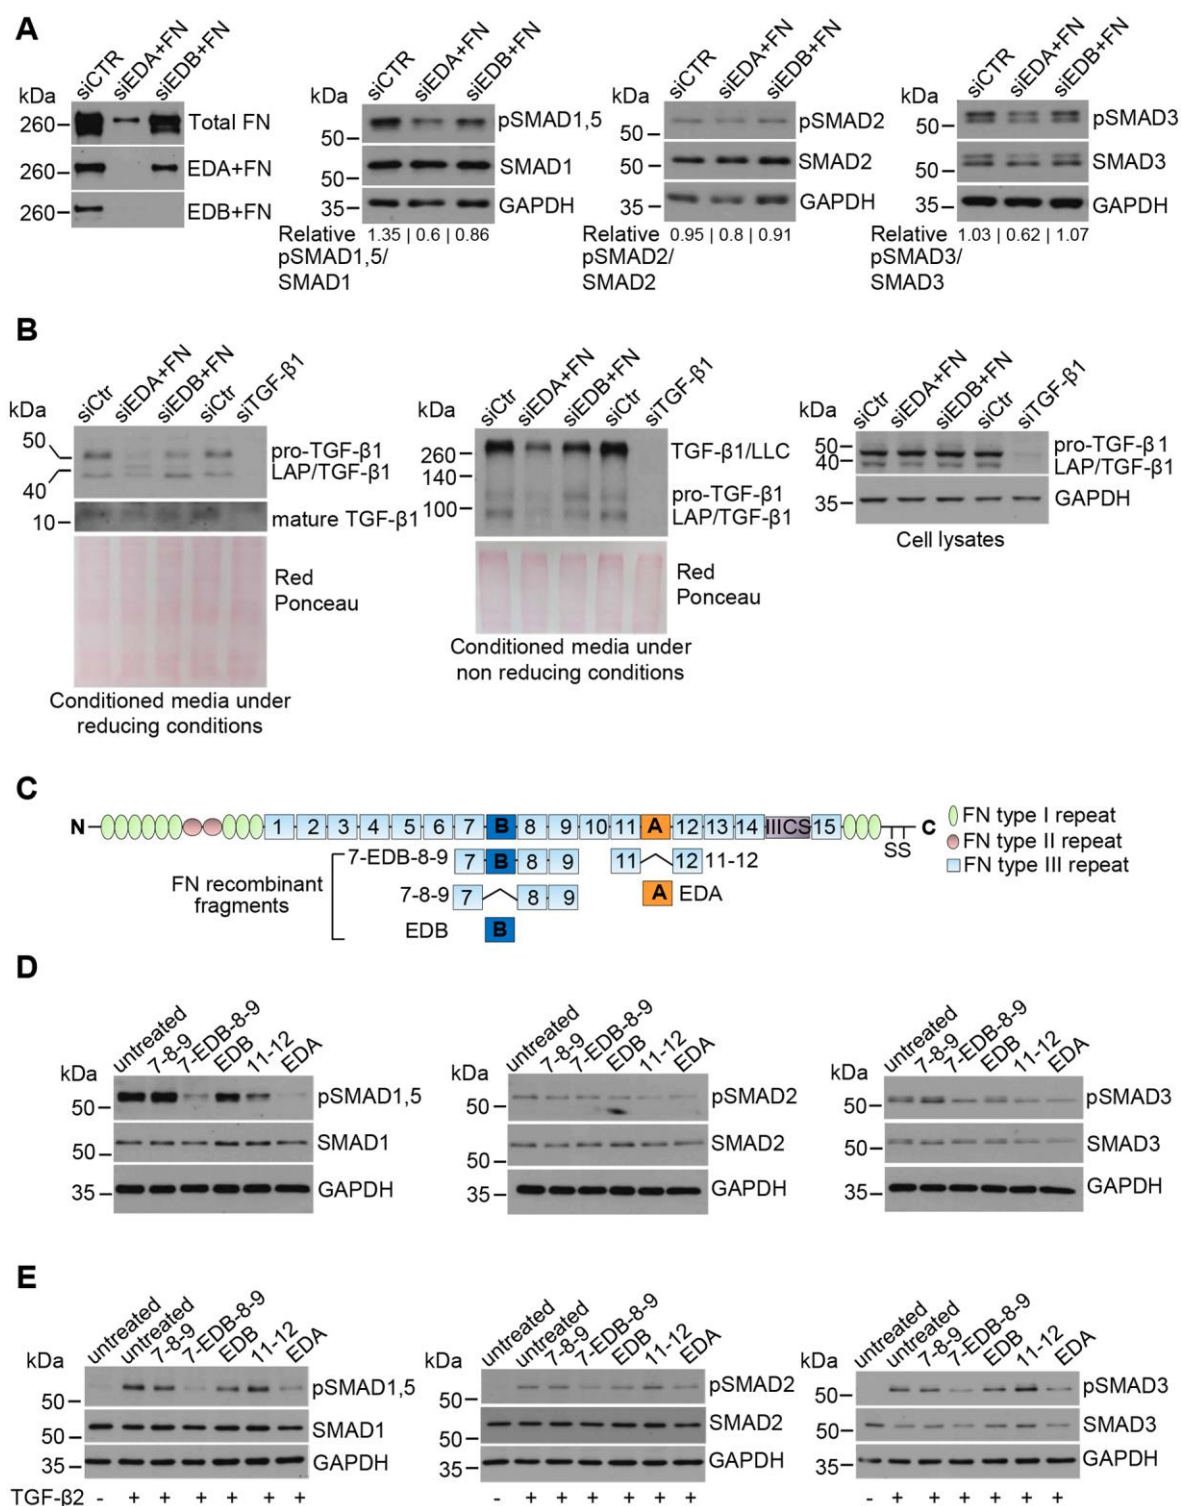 A
siCTR siEDA+FN siEDB+FN
kDa
260 Total FN
260 EDA+FN
260 EDB+FN
siCTR siEDA+FN siEDB+FN
kDa
50 pSMAD1,5
50 SMAD1
35 GAPDH
Relative 1.35 | 0.6 | 0.86
pSMAD1,5/
SMAD1
siCTR siEDA+FN siEDB+FN
kDa
50 pSMAD2
50 SMAD2
35 GAPDH
Relative 0.95 | 0.8 | 0.91
pSMAD2/
SMAD2
siCTR siEDA+FN siEDB+FN
kDa
50 pSMAD3
50 SMAD3
35 GAPDH
Relative 1.03 | 0.62 | 1.07
pSMAD3/
SMAD3
B
siCtr siEDA+FN siEDB+FN siCtr siTGF-β1
kDa
50 pro-TGF-β1
LAP/TGF-β1
40
10 mature TGF-β1
Red
Ponceau
Conditioned media under
reducing conditions
siCtr siEDA+FN siEDB+FN siCtr siTGF-β1
kDa
260 TGF-β1/LLC
140
pro-TGF-β1
100
LAP/TGF-β1
Red
Ponceau
Conditioned media under
non reducing conditions
siCtr siEDA+FN siEDB+FN siCtr siTGF-β1
kDa
50 pro-TGF-β1
40 LAP/TGF-β1
35 GAPDH
Cell lysates
C
N 1 2 3 4 5 6 7 B 8 9 10 11 A 12 13 14 IIICS 15 C
SS
FN type I repeat
FN type II repeat
FN type III repeat
FN recombinant
fragments
7-EDB-8-9 7 B 8 9 11 12 11-12
7-8-9 7 8 9 A EDA
EDB B
D
untreated 7-8-9 7-EDB-8-9 EDB 11-12 EDA
kDa
50 pSMAD1,5
50 SMAD1
35 GAPDH
untreated 7-8-9 7-EDB-8-9 EDB 11-12 EDA
kDa
50 pSMAD2
50 SMAD2
35 GAPDH
untreated 7-8-9 7-EDB-8-9 EDB 11-12 EDA
kDa
50 pSMAD3
50 SMAD3
35 GAPDH
E
untreated untreated 7-8-9 7-EDB-8-9 EDB 11-12 EDA
kDa
50 pSMAD1,5
50 SMAD1
35 GAPDH
TGF-β2 - + + + + + +
untreated untreated 7-8-9 7-EDB-8-9 EDB 11-12 EDA
kDa
50 pSMAD2
50 SMAD2
35 GAPDH
- + + + + + +
untreated untreated 7-8-9 7-EDB-8-9 EDB 11-12 EDA
kDa
50 pSMAD3
50 SMAD3
35 GAPDH
- + + + + + +